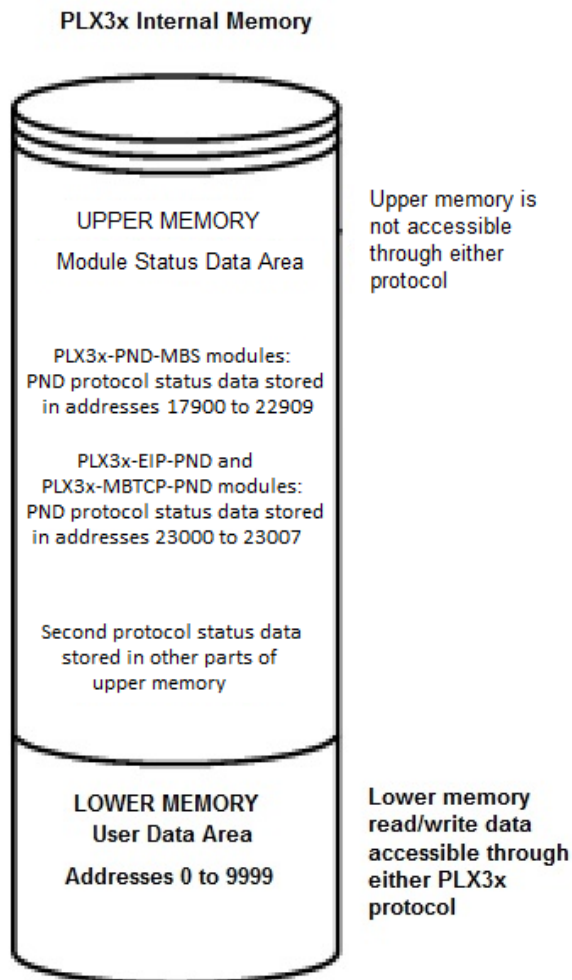 PLX3x Internal Memory
UPPER MEMORY
Module Status Data Area
Upper memory is
not accessible
through either
protocol
PLX3x-PND-MBS modules:
PND protocol status data stored
in addresses 17900 to 22909
PLX3x-EIP-PND and
PLX3x-MBTCP-PND modules:
PND protocol status data stored
in addresses 23000 to 23007
Second protocol status data
stored in other parts of
upper memory
LOWER MEMORY
User Data Area
Addresses 0 to 9999
Lower memory
read/write data
accessible through
either PLX3x
protocol